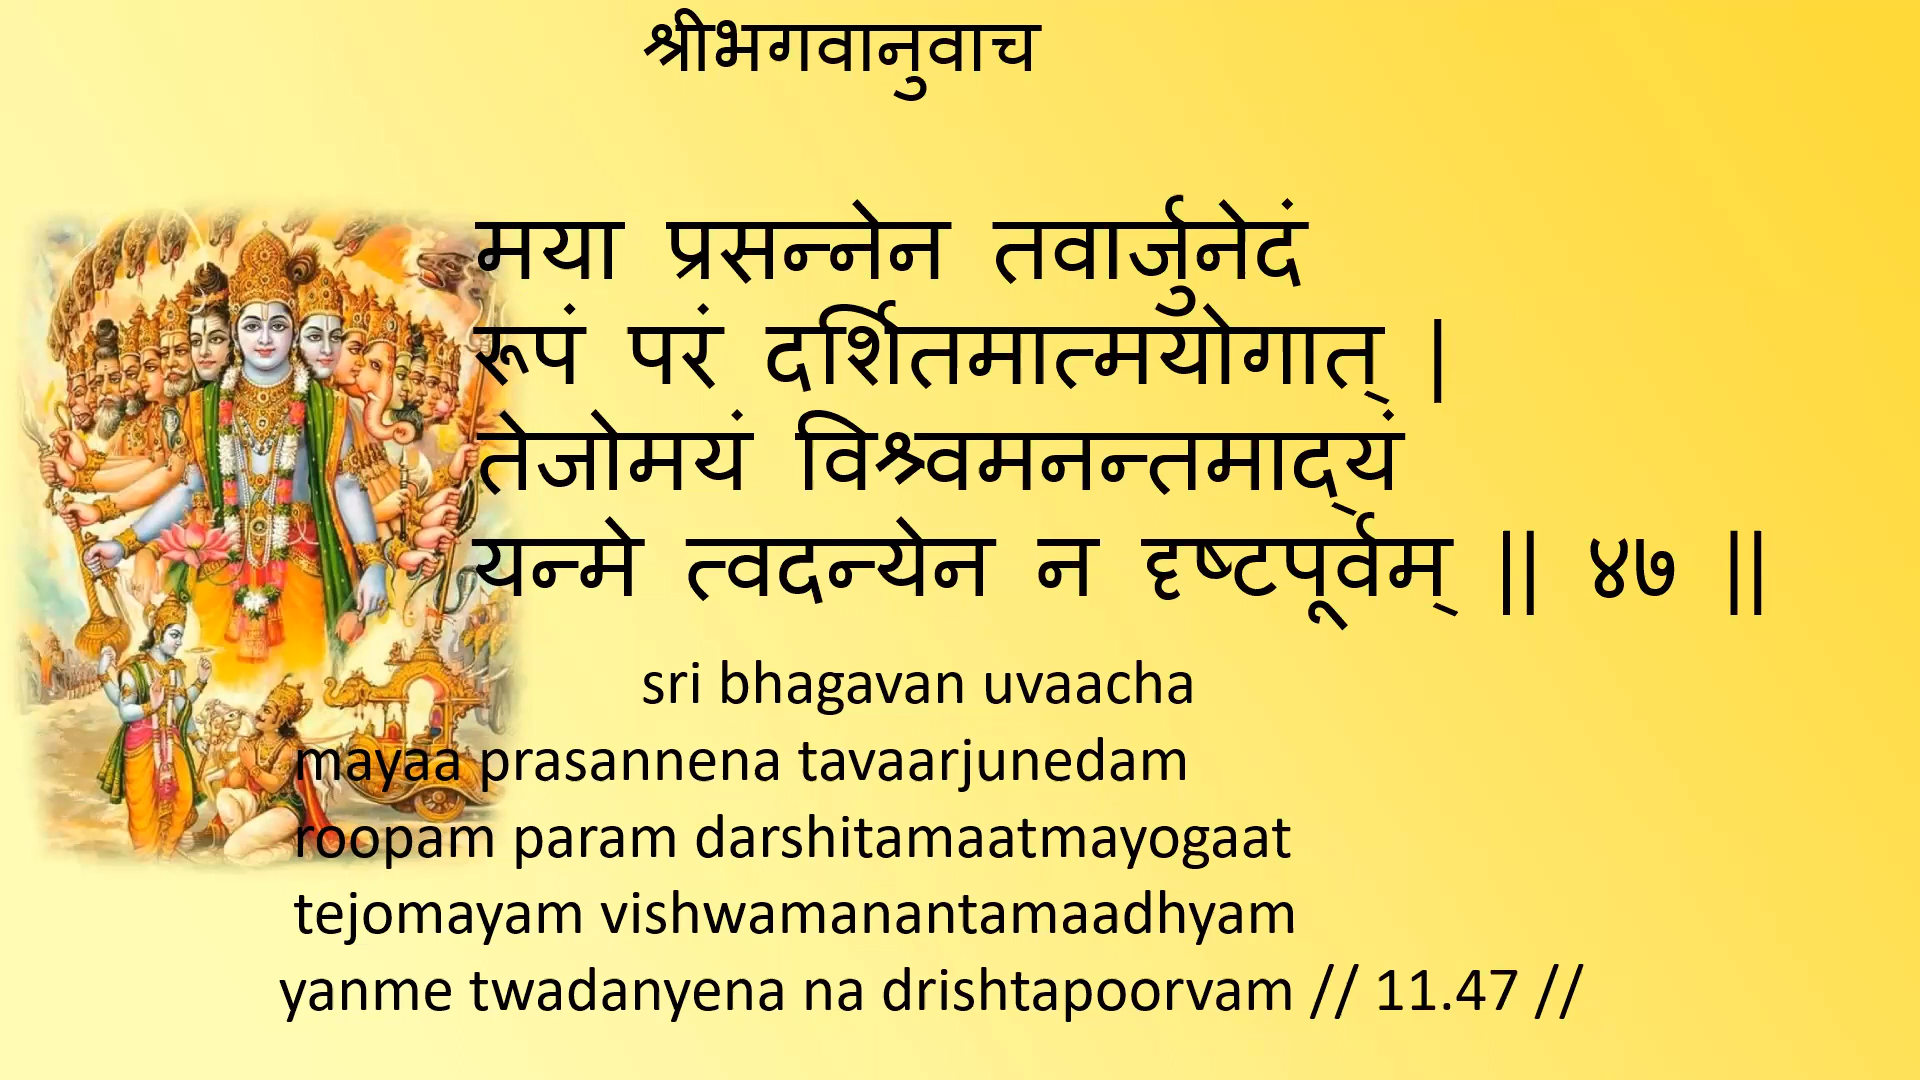 श्रीभगवानुवाच
मया प्रसन्नेन तवार्जुनेदं
रूपं परं दर्शितमात्मयोगात् |
तेजोमयं विश्वमनन्तमाद्यं
यन्मे त्वदन्येन न दृष्टपूर्वम् || ४७ ||
sri bhagavan uvaacha
mayaa prasannena tavaarjunedam
roopam param darshitamaatmayogaat
tejomayam vishwamanantamaadhyam
yanme twadanyena na drishtapoorvam // 11.47 //